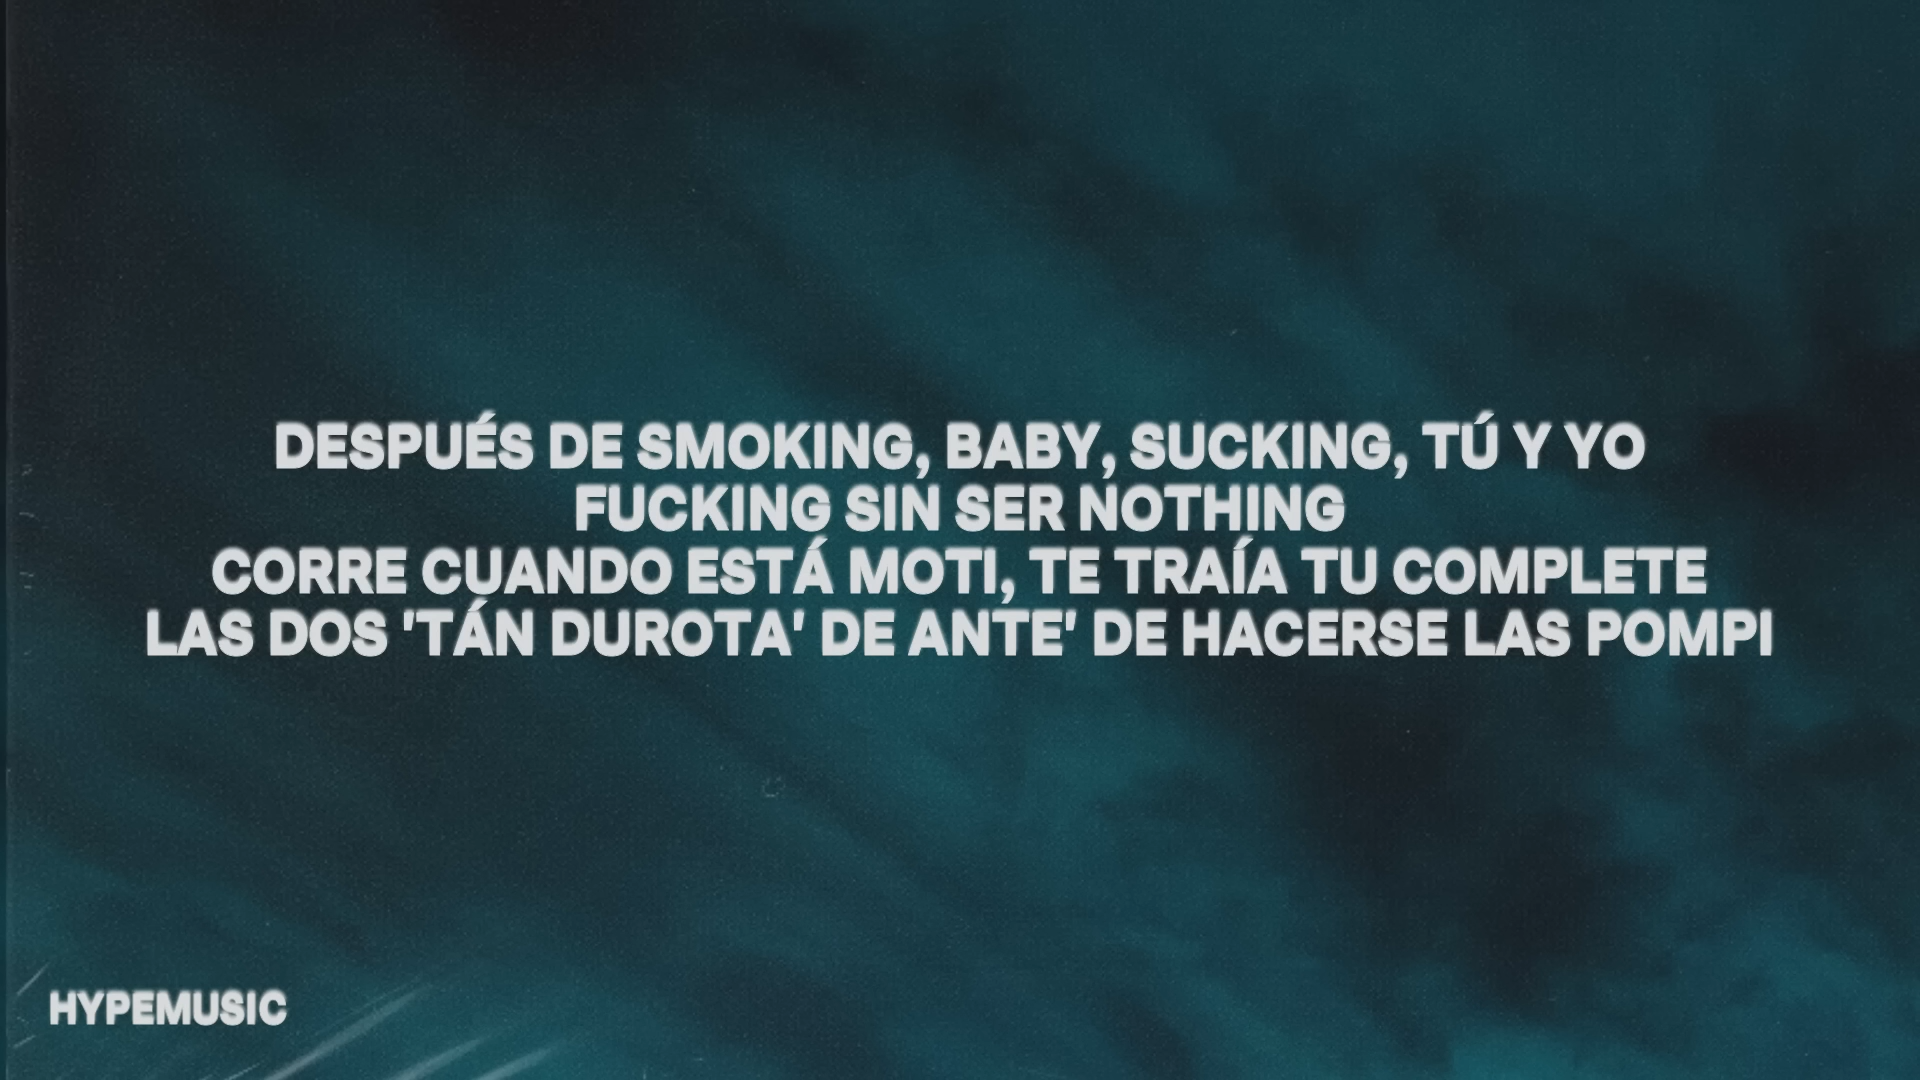 DESPUÉS DE SMOKING, BABY, SUCKING, TÚ Y YO
FUCKING SIN SER NOTHING
CORRE CUANDO ESTÁ MOTI, TE TRAÍA TU COMPLETE
LAS DOS 'TÁN DUROTA' DE ANTE' DE HACERSE LAS POMPI
HYPEMUSIC